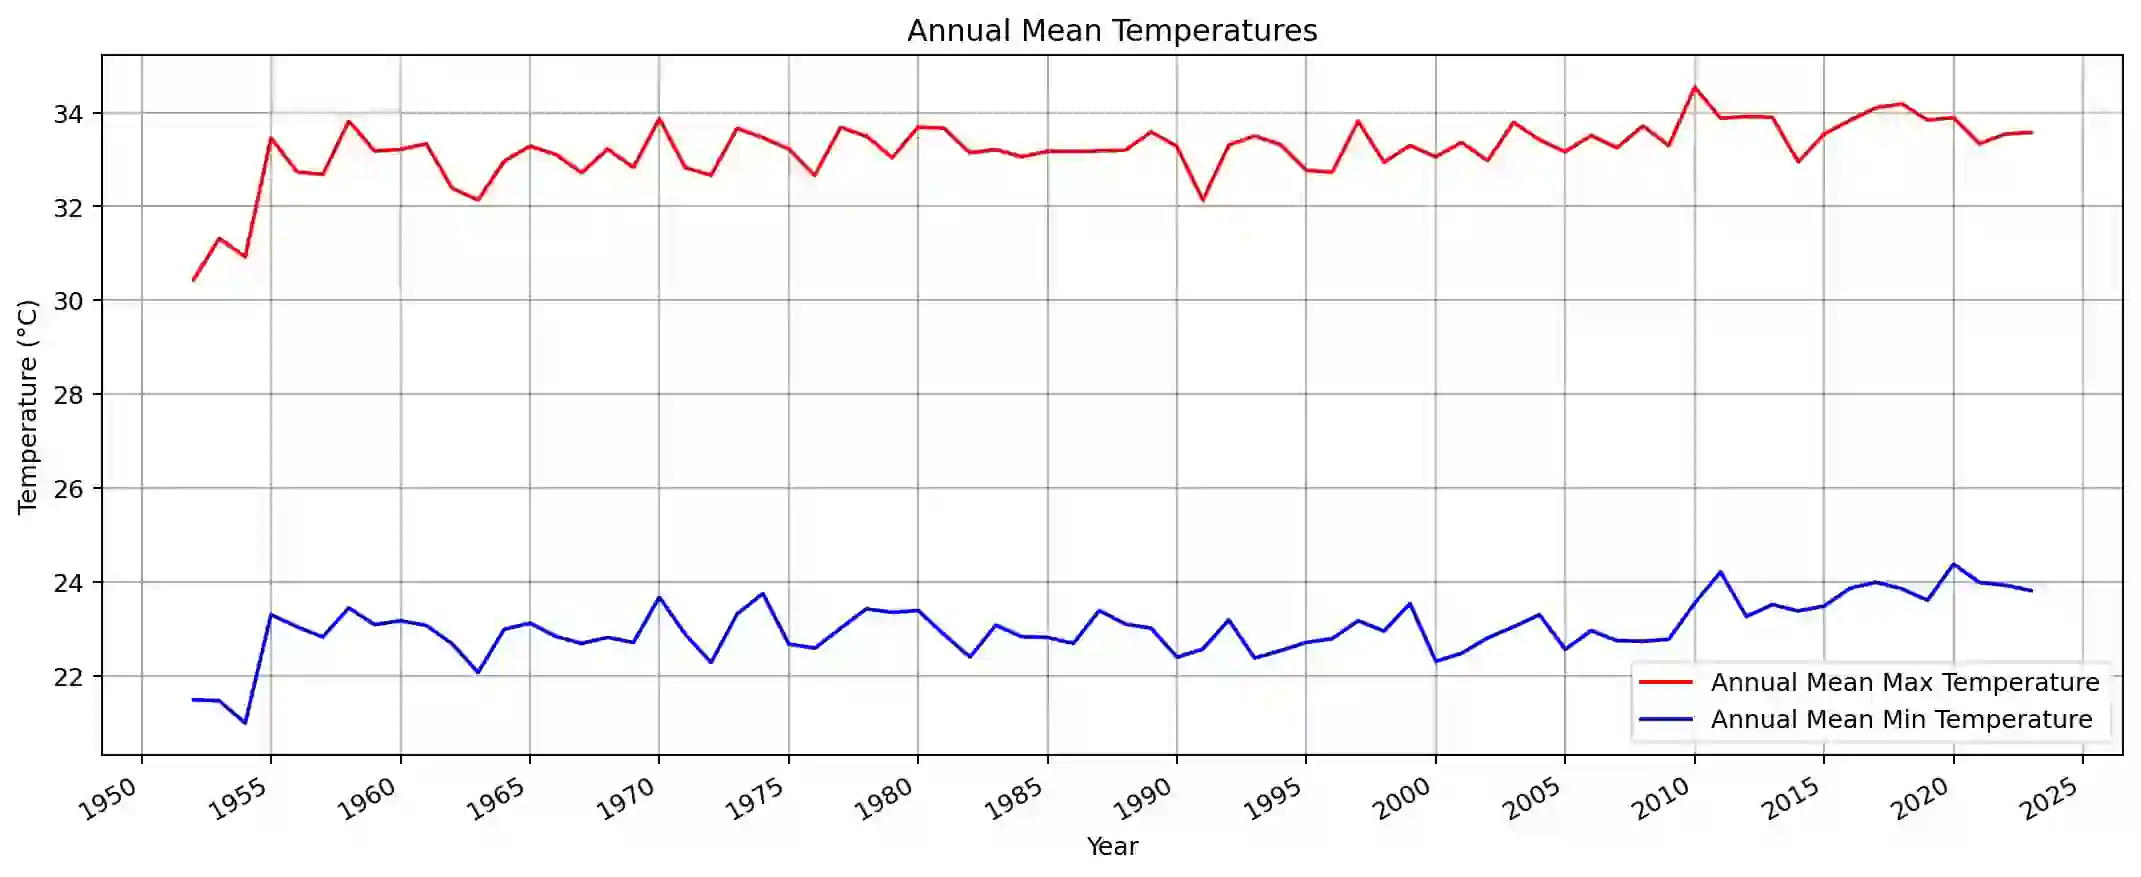 Annual Mean Temperatures
Temperature (°C)
34
32
30
28
26
24
22
Annual Mean Max Temperature
Annual Mean Min Temperature
1950 1955 1960 1965 1970 1975 1980 1985 1990 1995 2000 2005 2010 2015 2020 2025
Year